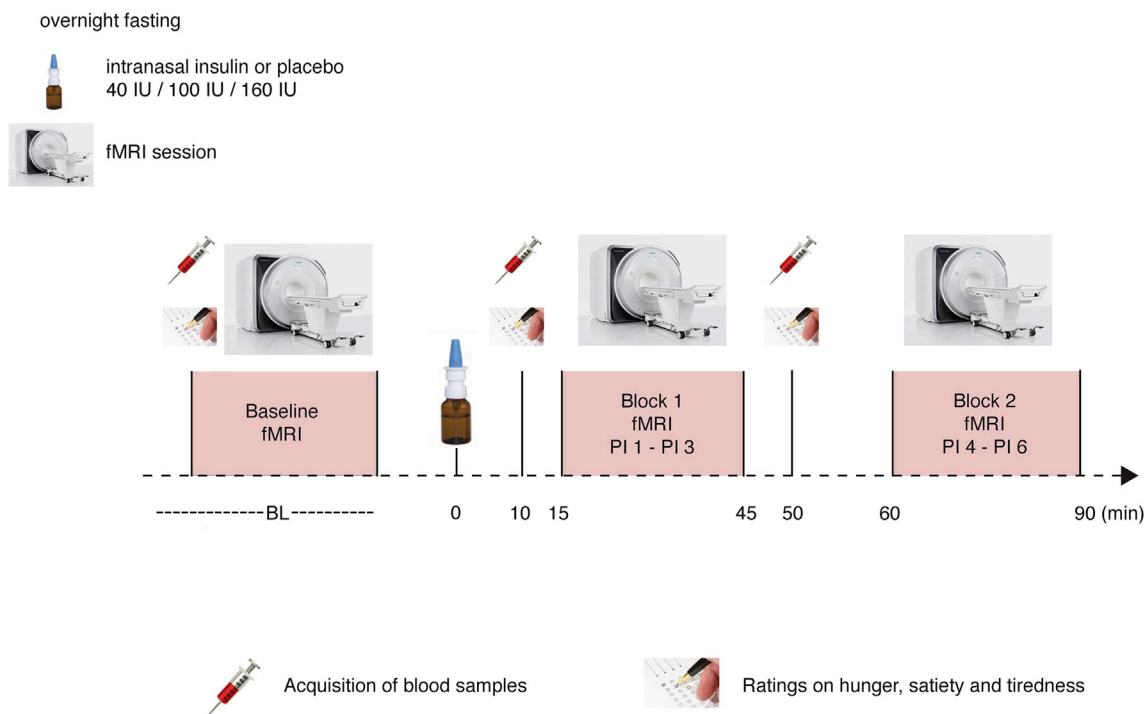 overnight fasting
intranasal insulin or placebo
40 IU / 100 IU / 160 IU
fMRI session
Baseline
fMRI
Block 1
fMRI
PI 1 - PI 3
Block 2
fMRI
PI 4 - PI 6
BL
0
10
15
45
50
60
90 (min)
Acquisition of blood samples
Ratings on hunger, satiety and tiredness